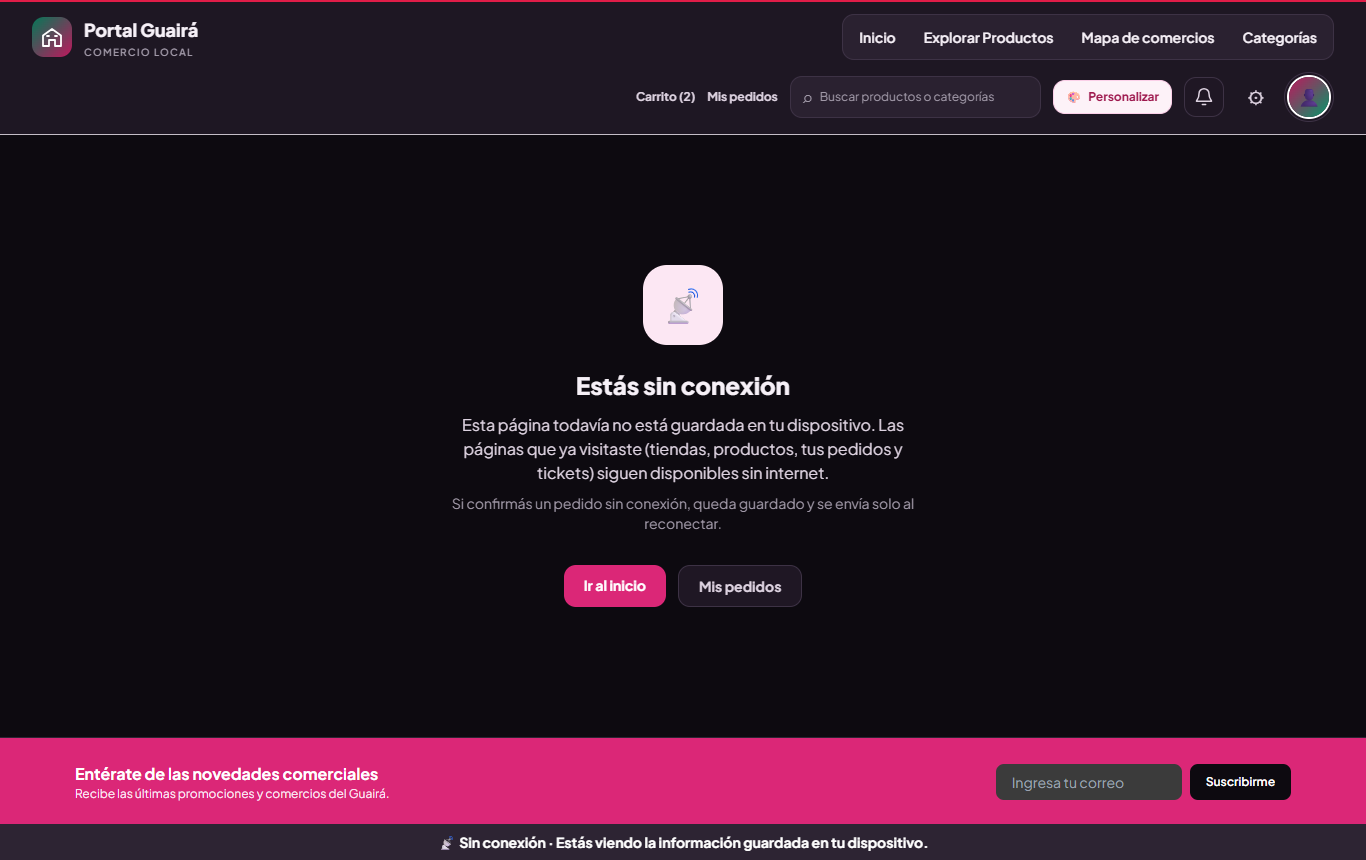 Portal Guairá
COMERCIO LOCAL
Inicio Explorar Productos Mapa de comercios Categorías
Carrito (2) Mis pedidos Buscar productos o categorías Personalizar
Estás sin conexión
Esta página todavía no está guardada en tu dispositivo. Las
páginas que ya visitaste (tiendas, productos, tus pedidos y
tickets) siguen disponibles sin internet.
Si confirmás un pedido sin conexión, queda guardado y se envía solo al
reconectar.
Ir al inicio Mis pedidos
Entérate de las novedades comerciales
Recibe las últimas promociones y comercios del Guairá.
Ingresa tu correo Suscribirme
Sin conexión · Estás viendo la información guardada en tu dispositivo.